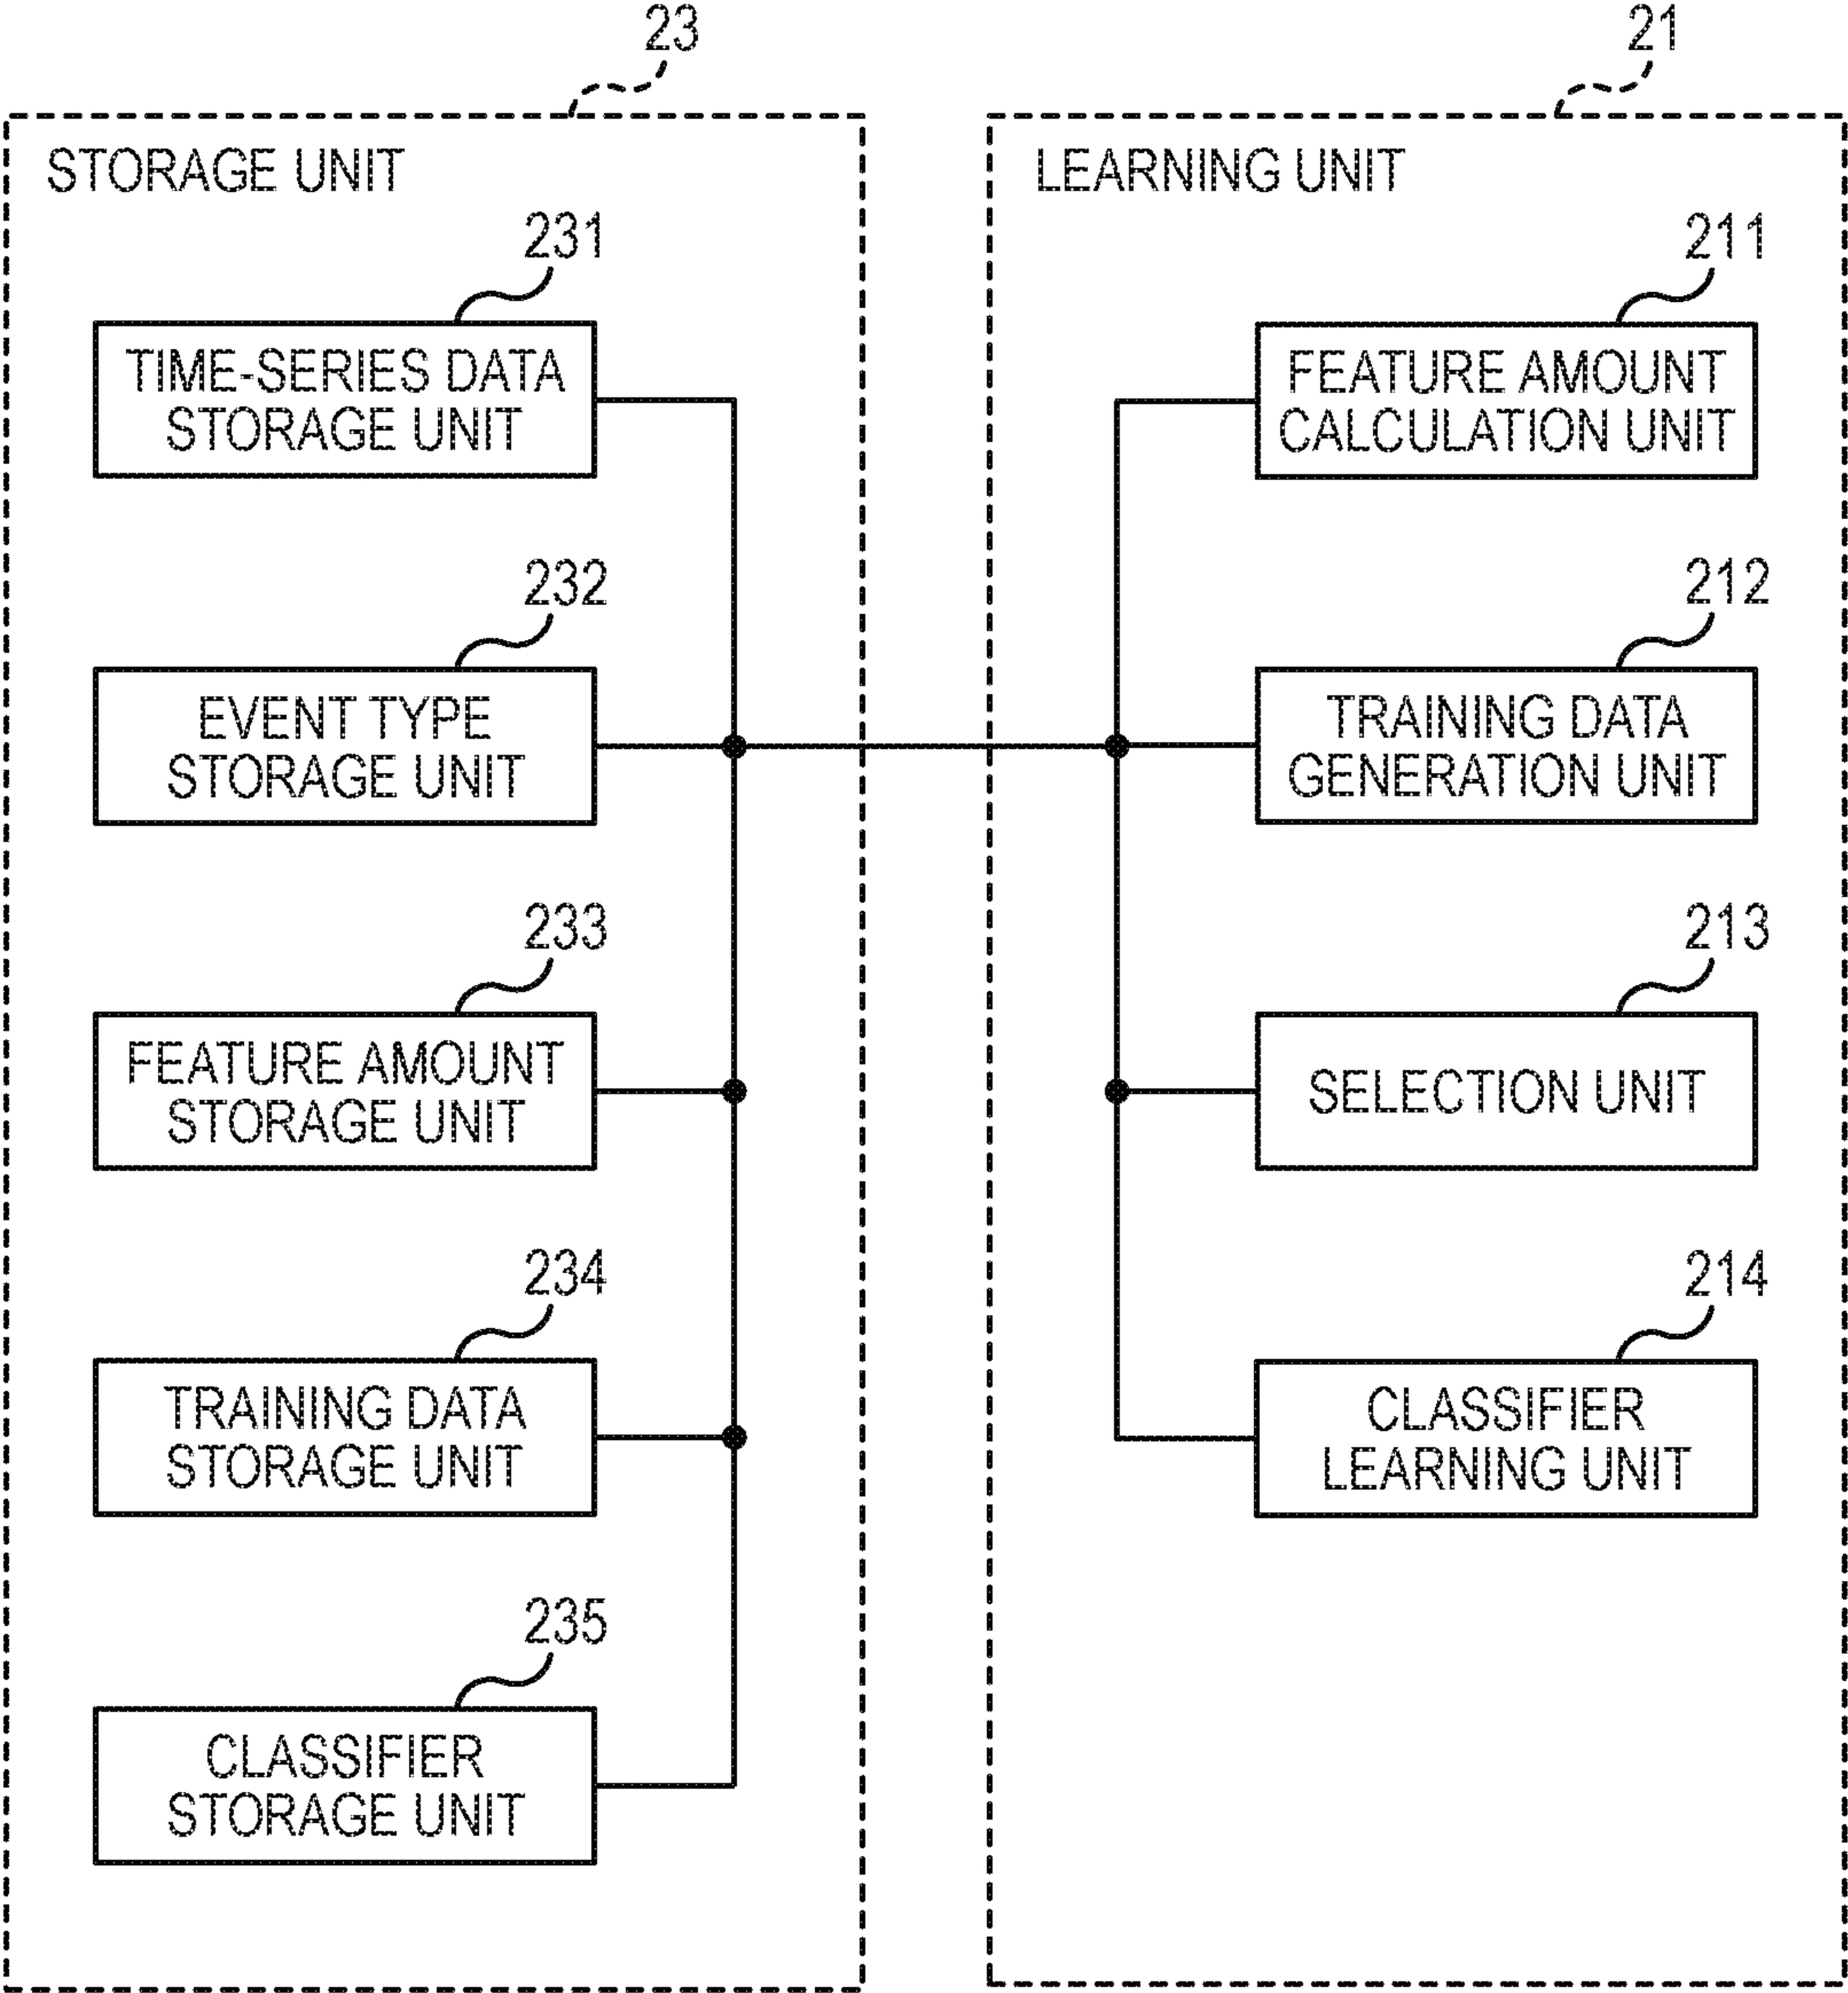 23
STORAGE UNIT
231
TIME-SERIES DATA
STORAGE UNIT
232
EVENT TYPE
STORAGE UNIT
233
FEATURE AMOUNT
STORAGE UNIT
234
TRAINING DATA
STORAGE UNIT
235
CLASSIFIER
STORAGE UNIT
21
LEARNING UNIT
211
FEATURE AMOUNT
CALCULATION UNIT
212
TRAINING DATA
GENERATION UNIT
213
SELECTION UNIT
214
CLASSIFIER
LEARNING UNIT